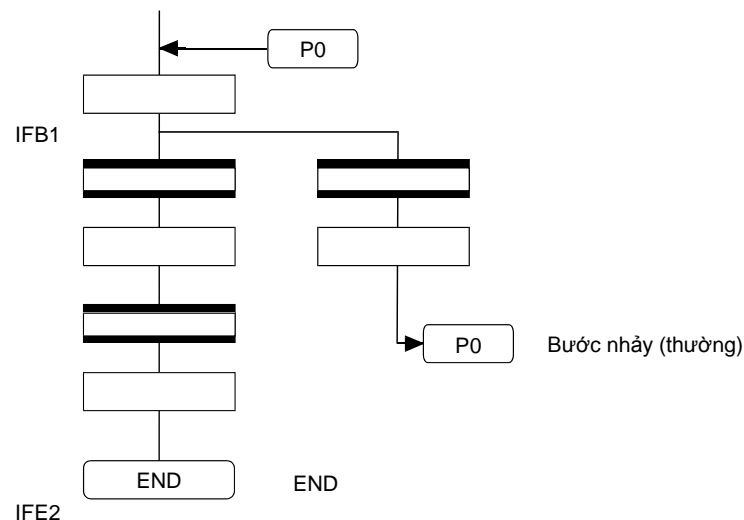 P0
IFB1
P0 Bước nhảy (thường)
END END
IFE2